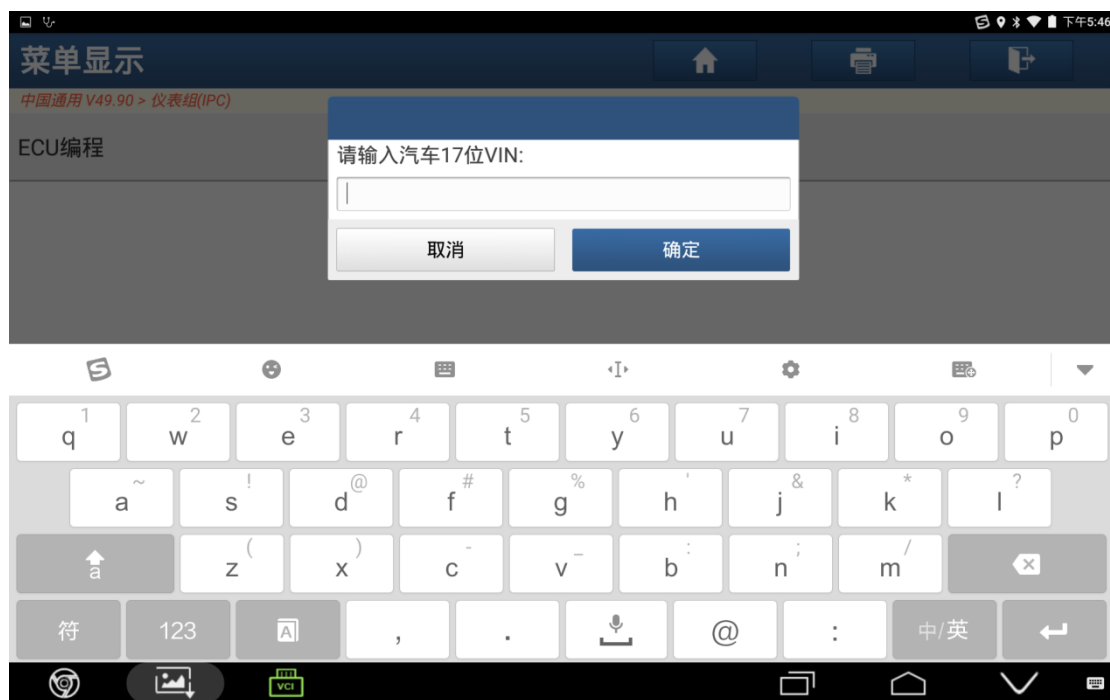 下午5:46
菜单显示
中国通用 V49.90 > 仪表组(IPC)
ECU编程
请输入汽车17位VIN:
取消
确定
1 2 3 4 5 6 7 8 9 0
q w e r t y u i o p
~ ! @ # % ' & * ?
a s d f g h j k l
( ) - _ : ; /
a z x c v b n m
符 123 A , . @ : 中/英
VCI